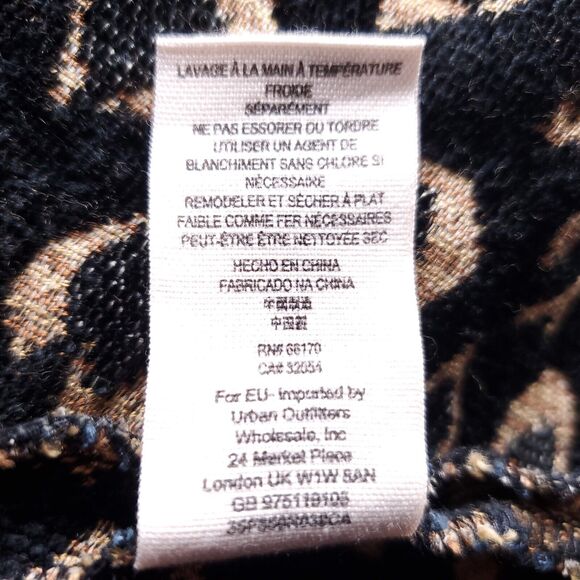 LAVAGE À LA MAIN À TEMPÉRATURE
FROIDE
SÉPARÉMENT
NE PAS ESSORER OU TORDRE
UTILISER UN AGENT DE
BLANCHIMENT SANS CHLORE SI
NÉCESSAIRE
REMODELER ET SÉCHER À PLAT
FAIBLE COMME FER NÉCESSAIRES
PEUT-ÊTRE ÊTRE NETTOYÉE SEC
HECHO EN CHINA
FABRICADO NA CHINA
中國製造
中国製
RN# 66170
CA# 32054
For EU- imported by
Urban Outfitters
Wholesale, Inc
24 Market Place
London UK W1W 8AN
GB 975119108